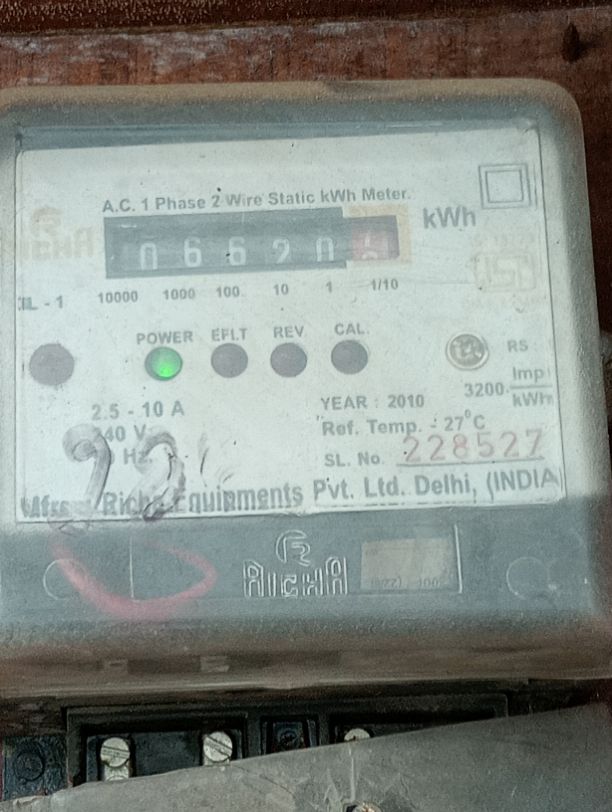 A.C. 1 Phase 2 Wire Static kWh Meter.
kWh
0 6 6 2 0
10000 1000 100 10 1 1/10
POWER EFLT REV. CAL.
RS :
3200 Imp/kWh
2.5 - 10 A
YEAR : 2010
Ref. Temp. - 27°C
SL. No. 228527
Richa Equipments Pvt. Ltd. Delhi, (INDIA)
RICHA